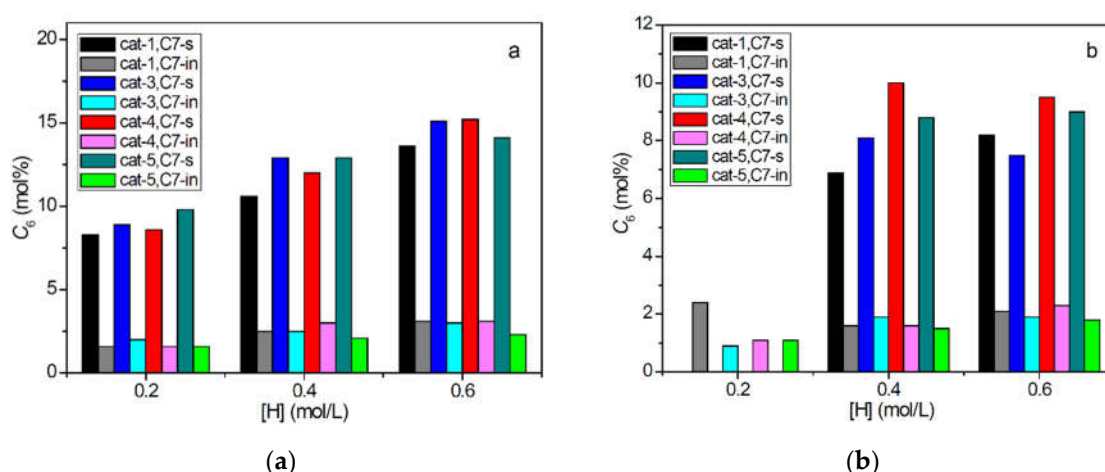 a
cat-1,C7-s
cat-1,C7-in
cat-3,C7-s
cat-3,C7-in
cat-4,C7-s
cat-4,C7-in
cat-5,C7-s
cat-5,C7-in
20
15
10
5
0
C6 (mol%)
0.2 0.4 0.6
[H] (mol/L)
(a)
b
cat-1,C7-s
cat-1,C7-in
cat-3,C7-s
cat-3,C7-in
cat-4,C7-s
cat-4,C7-in
cat-5,C7-s
cat-5,C7-in
12
10
8
6
4
2
0
C6 (mol%)
0.2 0.4 0.6
[H] (mol/L)
(b)